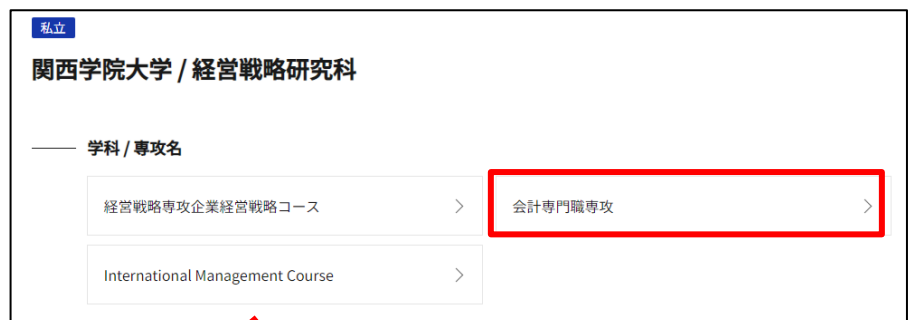 私立
関西学院大学 / 経営戦略研究科
学科 / 専攻名
経営戦略専攻企業経営戦略コース
会計専門職専攻
International Management Course